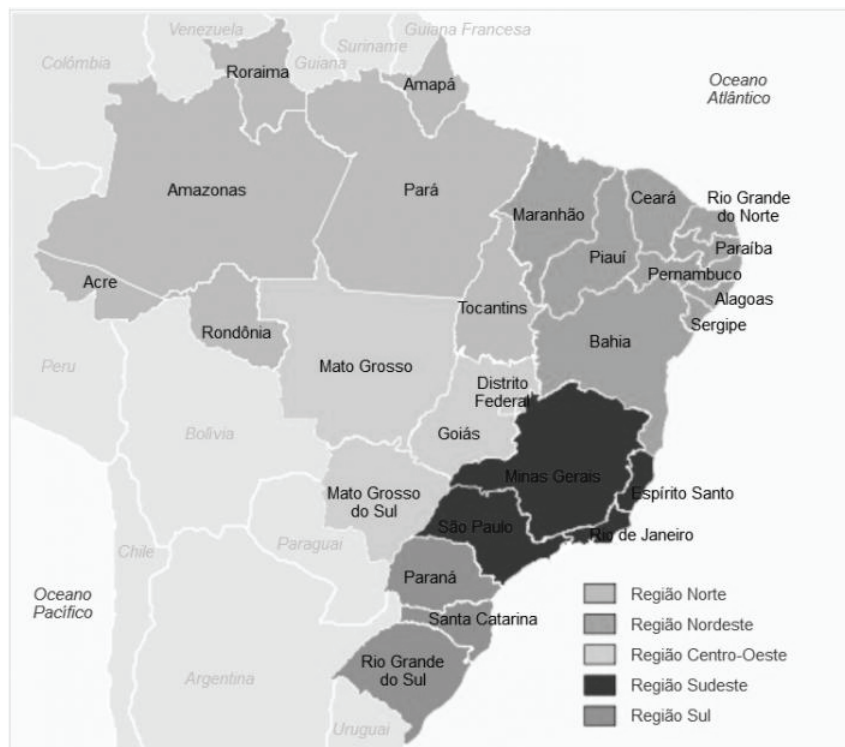 Venezuela
Guiana Francesa
Suriname
Colômbia
Guiana
Roraima
Amapá
Oceano
Atlântico
Amazonas
Pará
Maranhão
Ceará
Rio Grande
do Norte
Paraíba
Piauí
Pernambuco
Acre
Alagoas
Tocantins
Rondônia
Sergipe
Bahia
Peru
Mato Grosso
Distrito
Federal
Bolívia
Goiás
Minas Gerais
Mato Grosso
do Sul
Espírito Santo
São Paulo
Rio de Janeiro
Paraguai
Chile
Paraná
Oceano
Pacífico
Santa Catarina
Rio Grande
do Sul
Argentina
Uruguai
Região Norte
Região Nordeste
Região Centro-Oeste
Região Sudeste
Região Sul